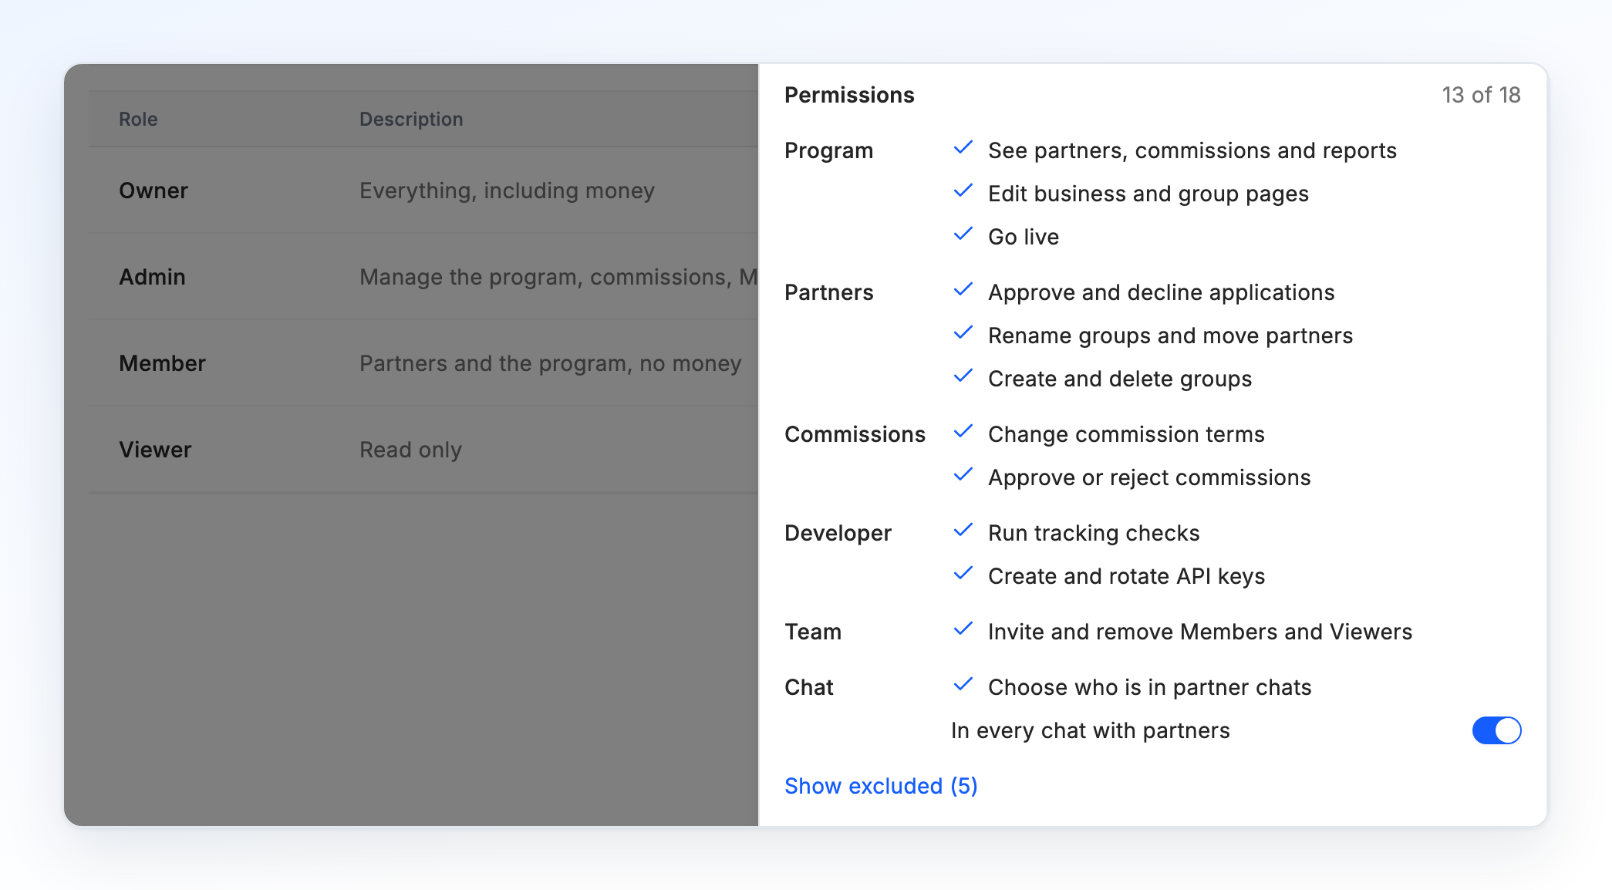 Role Description
Owner Everything, including money
Admin Manage the program, commissions, M
Member Partners and the program, no money
Viewer Read only
Permissions 13 of 18
Program See partners, commissions and reports
Edit business and group pages
Go live
Partners Approve and decline applications
Rename groups and move partners
Create and delete groups
Commissions Change commission terms
Approve or reject commissions
Developer Run tracking checks
Create and rotate API keys
Team Invite and remove Members and Viewers
Chat Choose who is in partner chats
In every chat with partners
Show excluded (5)